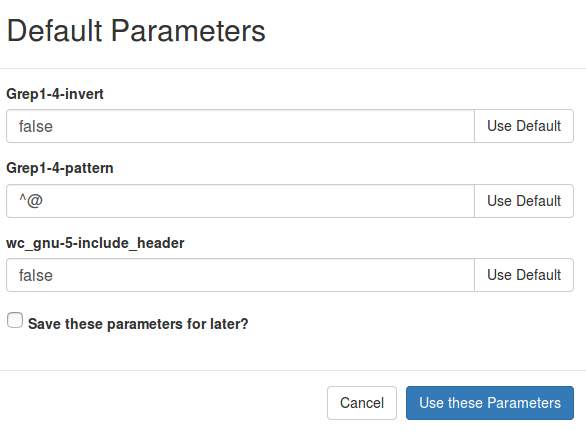 Default Parameters
Grep1-4-invert
false
Use Default
Grep1-4-pattern
^@
Use Default
wc_gnu-5-include_header
false
Use Default
Save these parameters for later?
Cancel
Use these Parameters